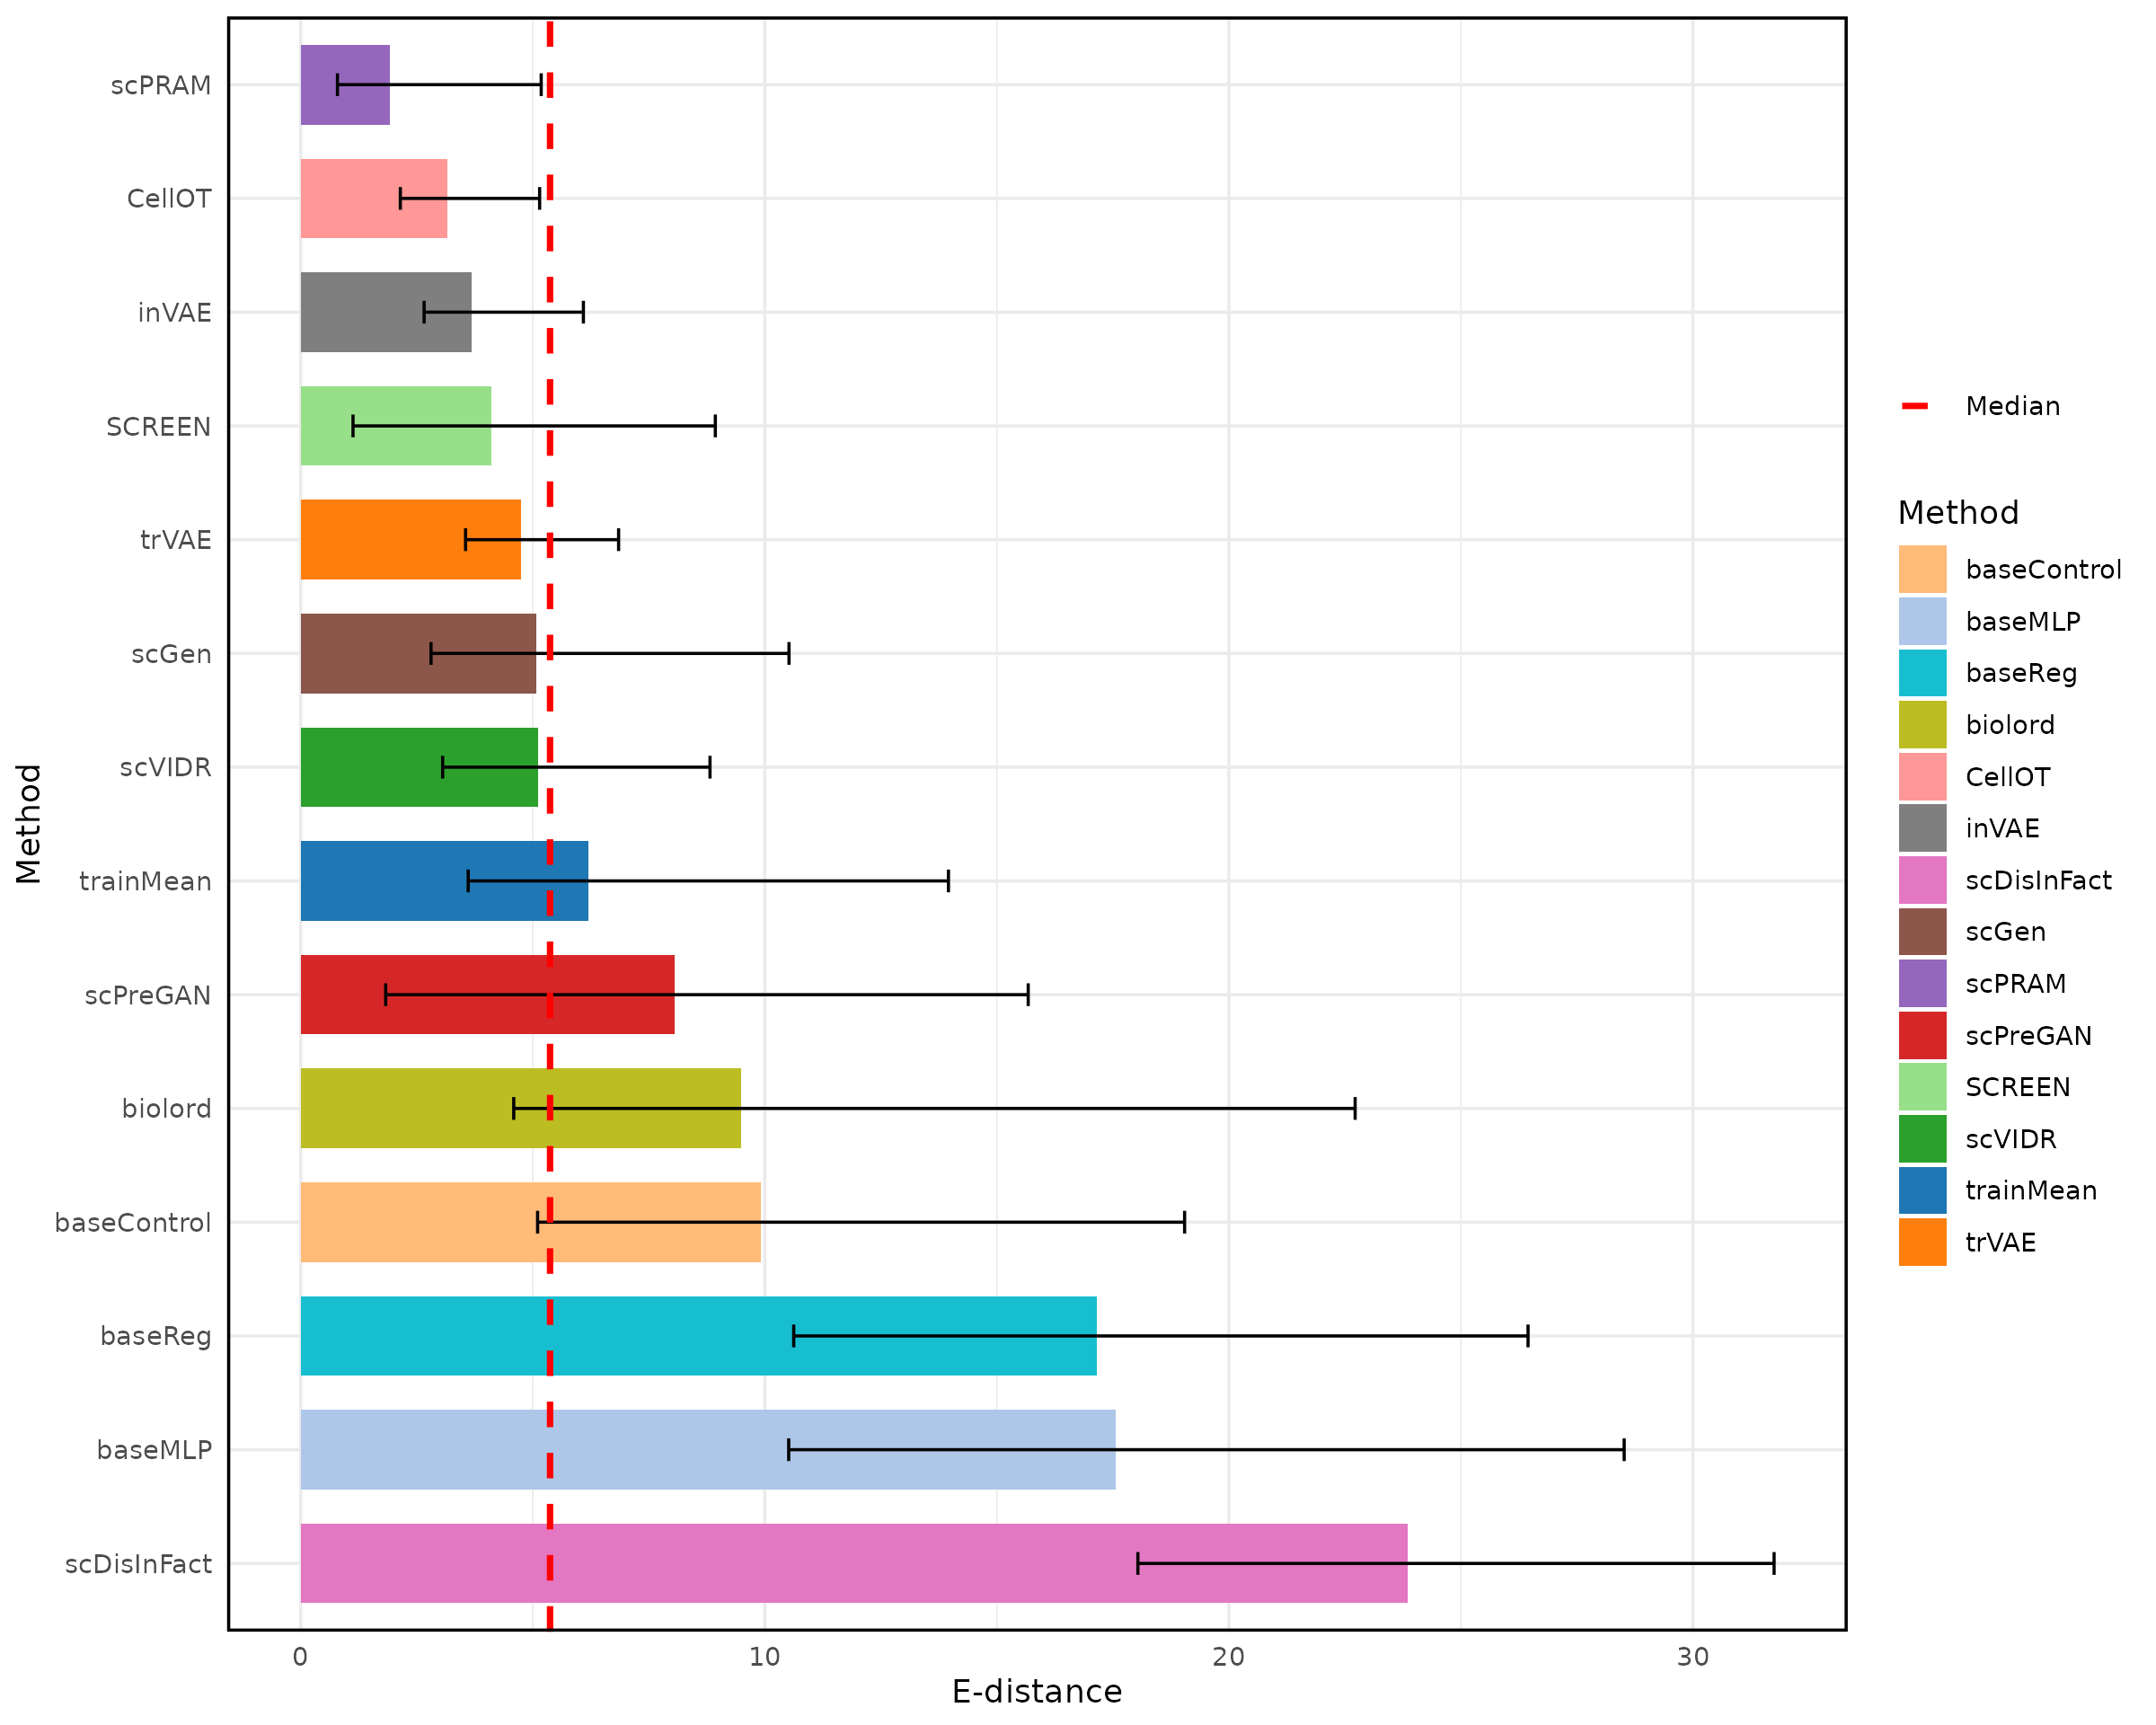 scPRAM
CellOT
inVAE
SCREEN
trVAE
scGen
scVIDR
trainMean
scPreGAN
biolord
baseControl
baseReg
baseMLP
scDisInFact
Method
0 10 20 30
E-distance
Median
Method
baseControl
baseMLP
baseReg
biolord
CellOT
inVAE
scDisInFact
scGen
scPRAM
scPreGAN
SCREEN
scVIDR
trainMean
trVAE